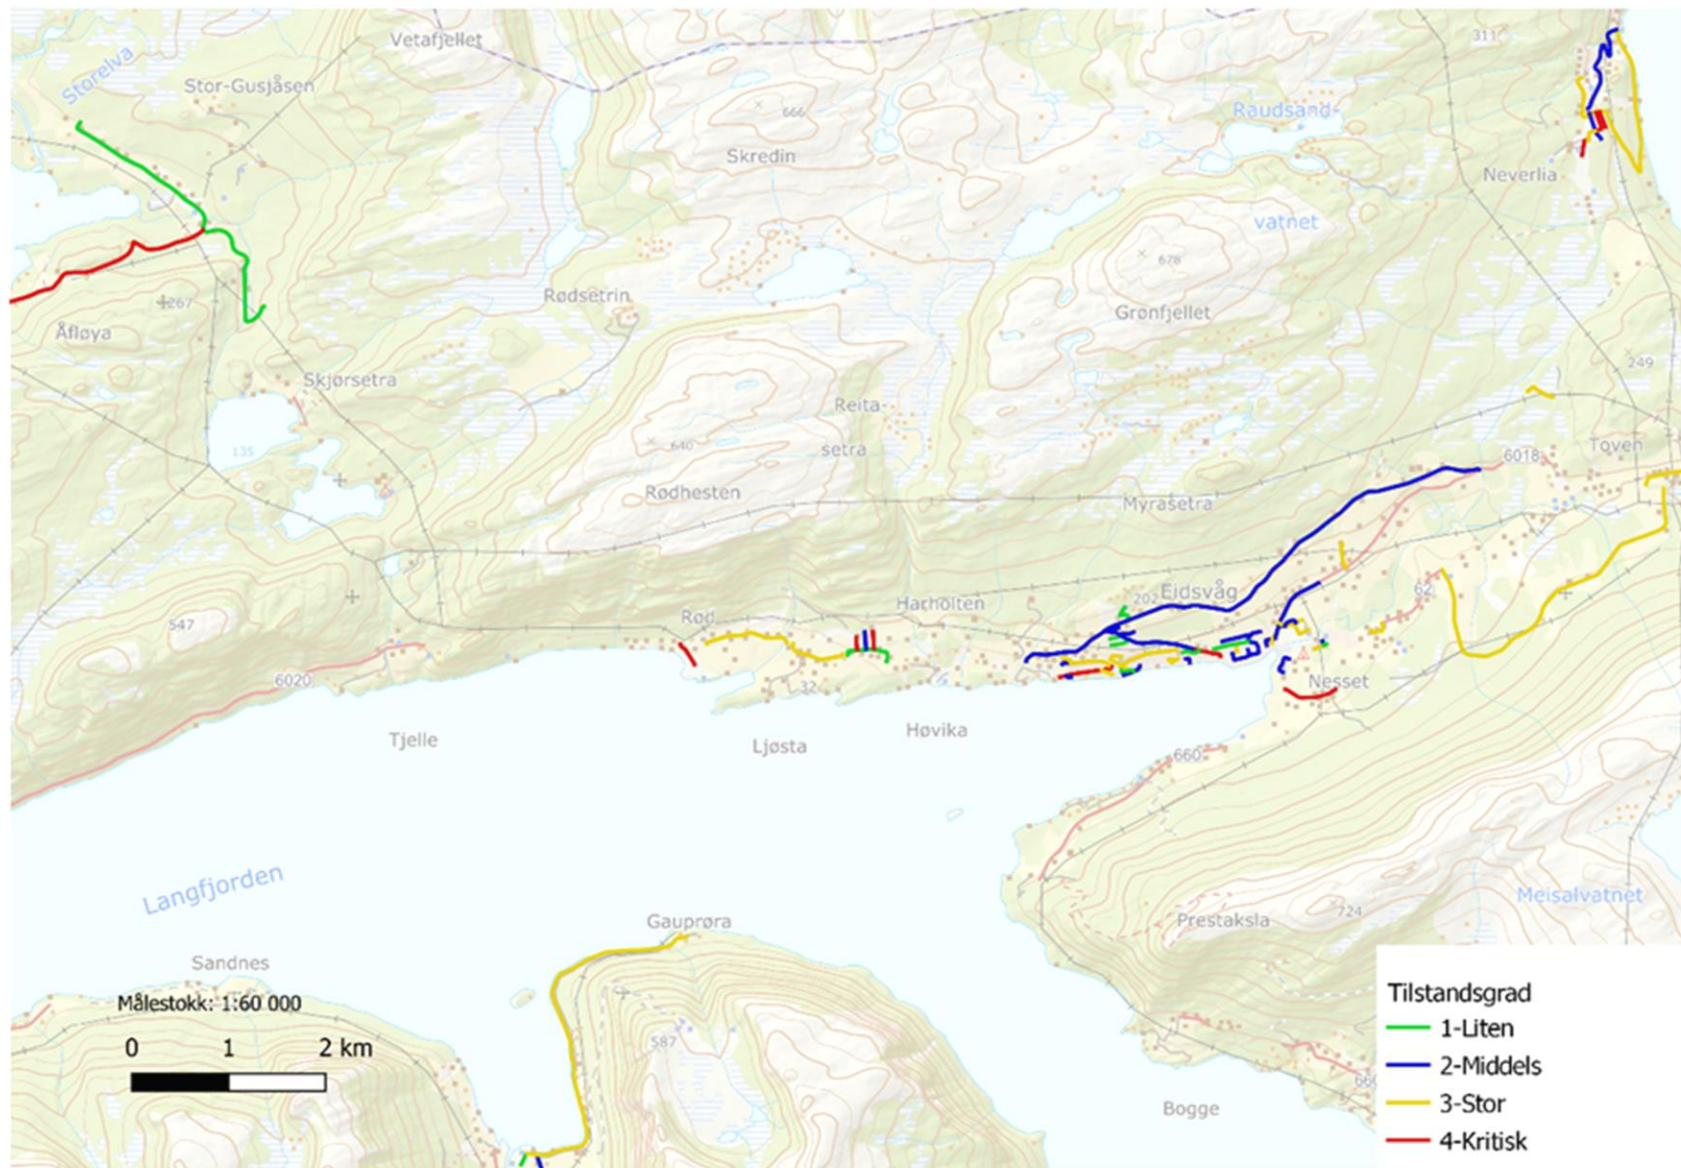 Vetafjellet
311
Storelva
Stor-Gusjåsen
666
Raudsand-
Skredin
Neverlia
vatnet
678
267
Rødsetrin
Grønfjellet
Åfløya
249
Skjørsetra
Reita-
640
setra
135
6018
Toven
Rødhesten
Myrasetra
202
Eidsvåg
62
Harholten
Rød
547
6020
32
Nesset
Tjelle
Høvika
Ljøsta
660
Langfjorden
Meisalvatnet
Gauprøra
Prestaksla
724
Sandnes
Målestokk: 1:60 000
0 1 2 km
587
Bogge
Tilstandsgrad
1-Liten
2-Middels
3-Stor
4-Kritisk